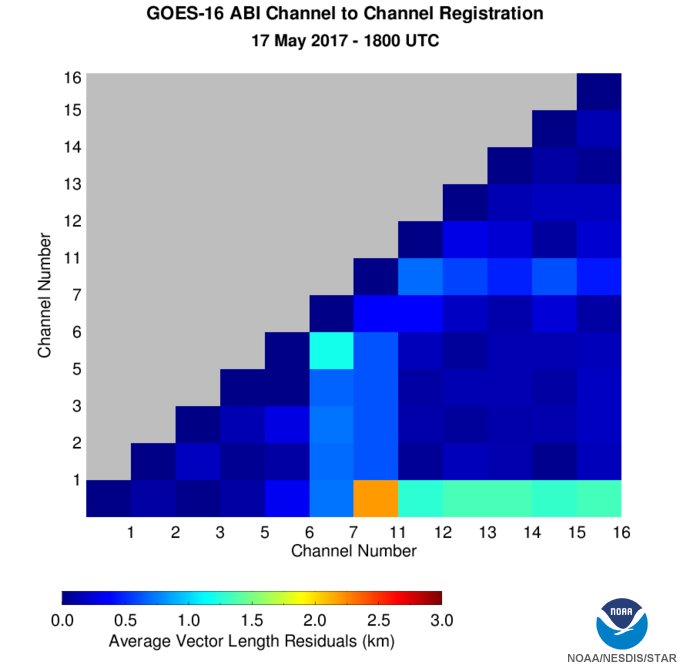 GOES-16 ABI Channel to Channel Registration
17 May 2017 - 1800 UTC
Channel Number
16
15
14
13
12
11
7
6
5
3
2
1
1 2 3 5 6 7 11 12 13 14 15 16
Channel Number
0.0 0.5 1.0 1.5 2.0 2.5 3.0
Average Vector Length Residuals (km)
NOAA
NOAA/NESDIS/STAR